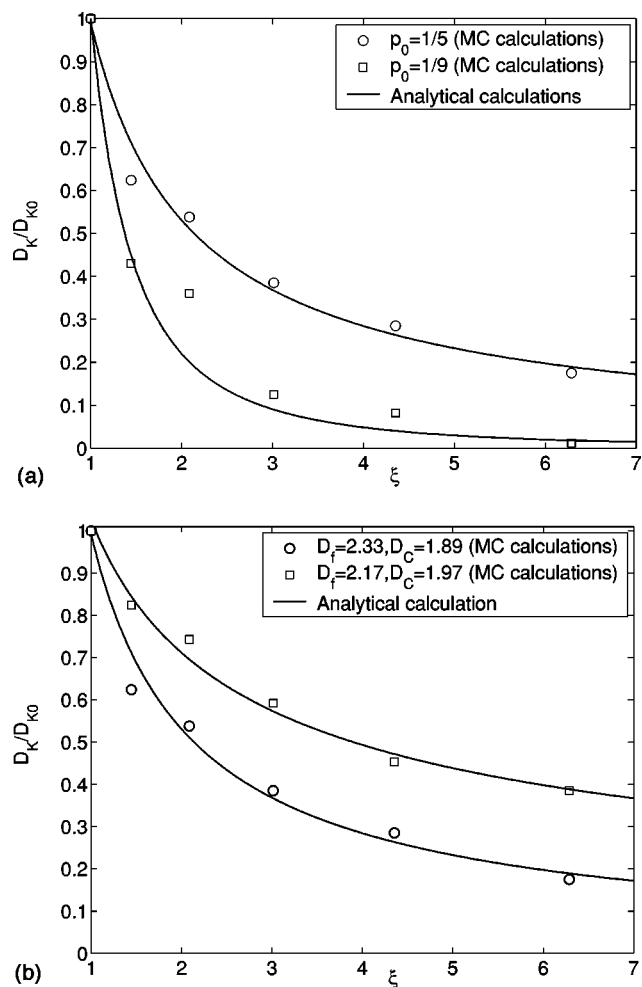 1
0.9
0.8
0.7
0.6
0.5
0.4
0.3
0.2
0.1
0
D_K/D_K0
p_0=1/5 (MC calculations)
p_0=1/9 (MC calculations)
Analytical calculations
1 2 3 4 5 6 7
ξ
(a)
1
0.9
0.8
0.7
0.6
0.5
0.4
0.3
0.2
0.1
0
D_K/D_K0
D_f=2.33,D_C=1.89 (MC calculations)
D_f=2.17,D_C=1.97 (MC calculations)
Analytical calculation
1 2 3 4 5 6 7
ξ
(b)